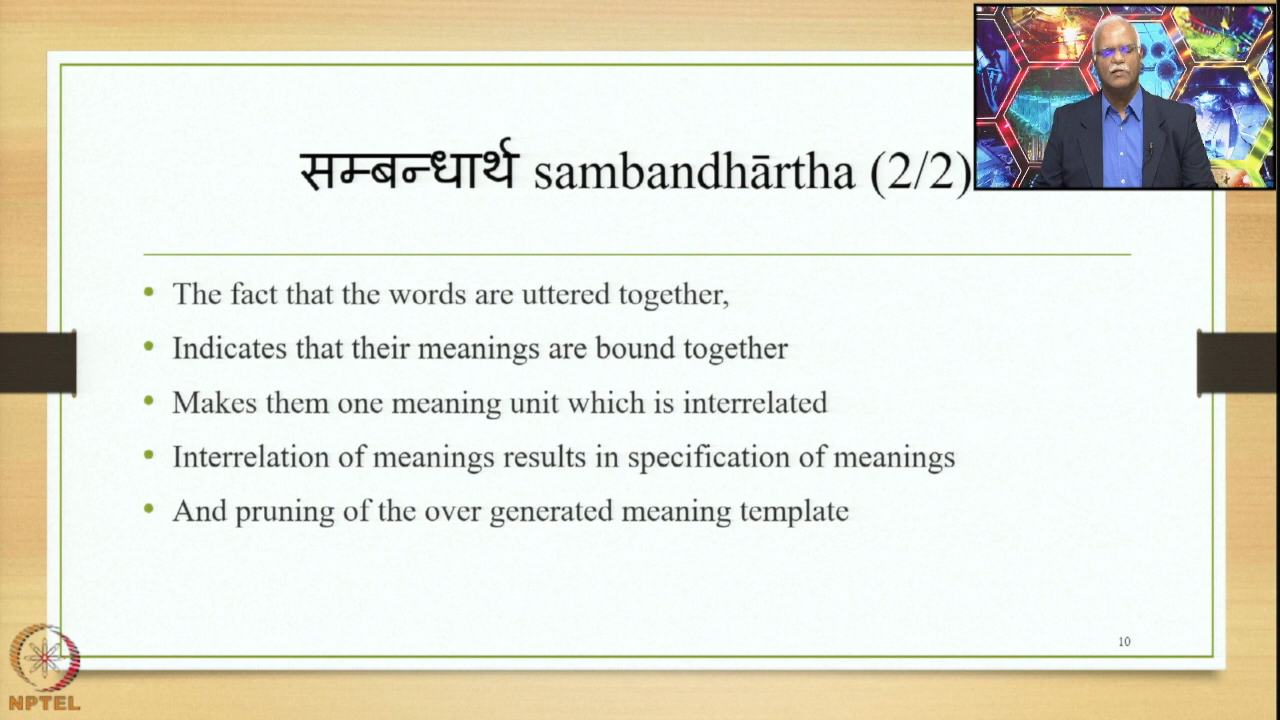 सम्बन्धार्थ sambandhārtha (2/2)
• The fact that the words are uttered together,
• Indicates that their meanings are bound together
• Makes them one meaning unit which is interrelated
• Interrelation of meanings results in specification of meanings
• And pruning of the over generated meaning template
10
NPTEL